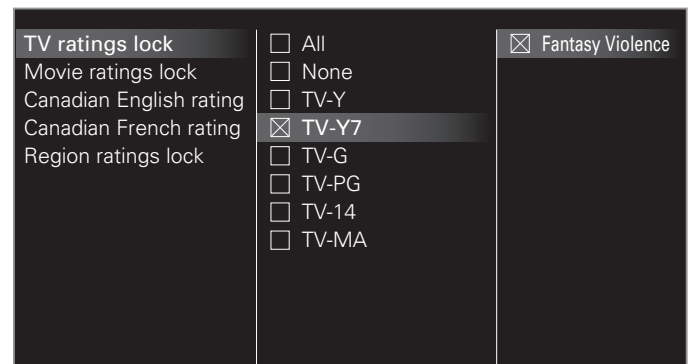 TV ratings lock
Movie ratings lock
Canadian English rating
Canadian French rating
Region ratings lock
All
None
TV-Y
TV-Y7
TV-G
TV-PG
TV-14
TV-MA
Fantasy Violence